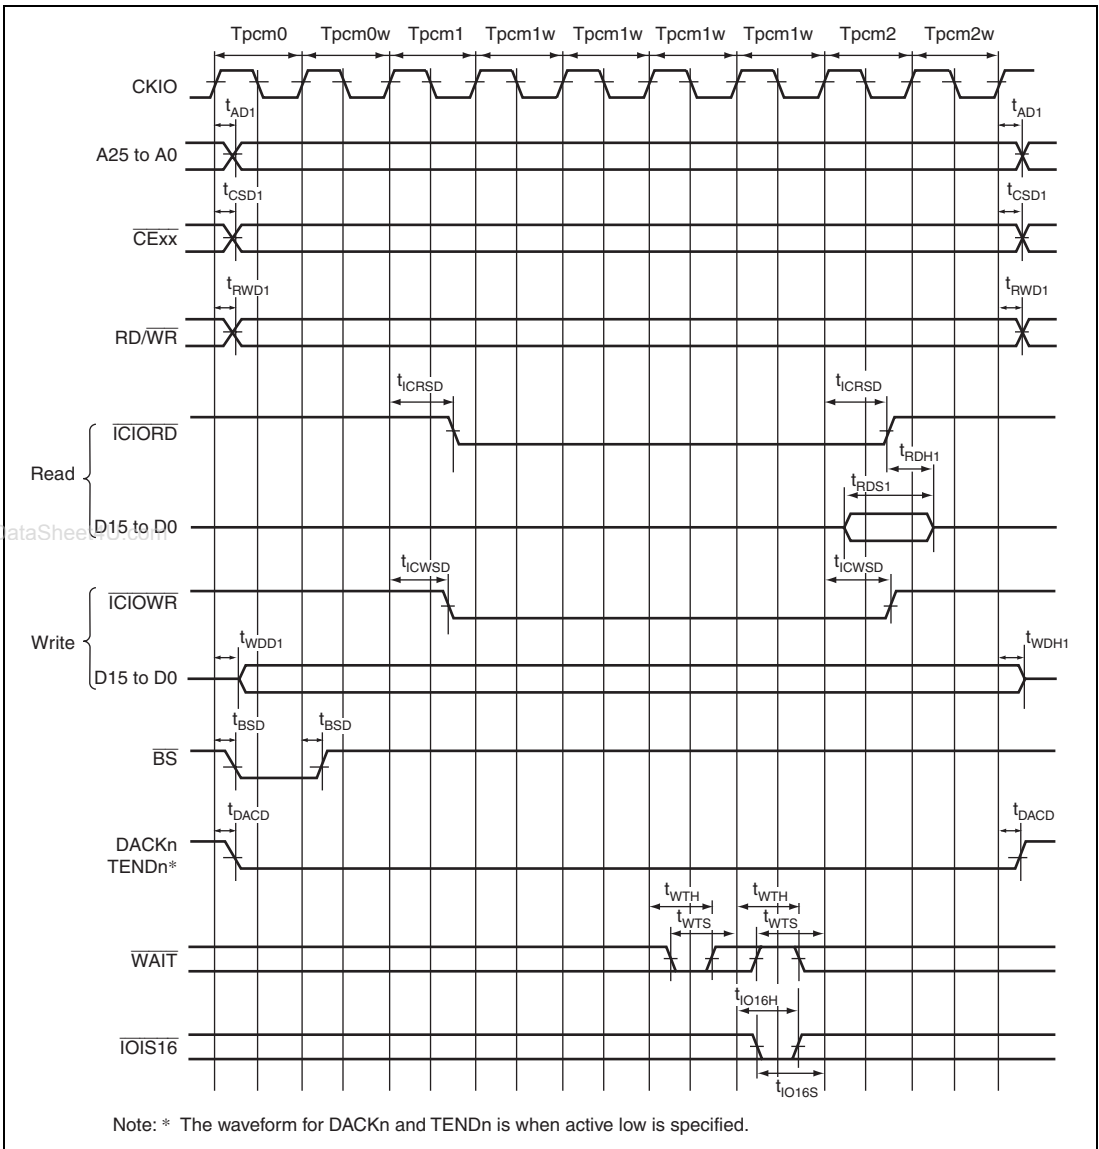 Tpcm0 Tpcm0w Tpcm1 Tpcm1w Tpcm1w Tpcm1w Tpcm1w Tpcm2 Tpcm2w
CKIO
tAD1 tAD1
A25 to A0
tCSD1 tCSD1
CExx
tRWD1 tRWD1
RD/WR
tICRSD tICRSD
ICIORD
tRDH1
Read
tRDS1
D15 to D0
DataSheet4U.com
tICWSD tICWSD
ICIOWR
Write
tWDD1 tWDH1
D15 to D0
tBSD tBSD
BS
tDACD tDACD
DACKn
TENDn*
tWTH tWTH
tWTS tWTS
WAIT
tIO16H
IOIS16
tIO16S
Note: * The waveform for DACKn and TENDn is when active low is specified.